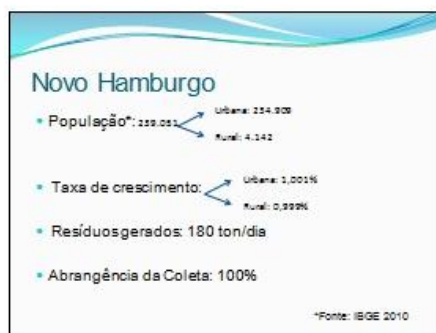 Novo Hamburgo
Urbana: 234.909
População*: 239.051
Rural: 4.142
Urbana: 1,001%
Taxa de crescimento:
Rural: 0,999%
Resíduos gerados: 180 ton/dia
Abrangência da Coleta: 100%
*Fonte: IBGE 2010